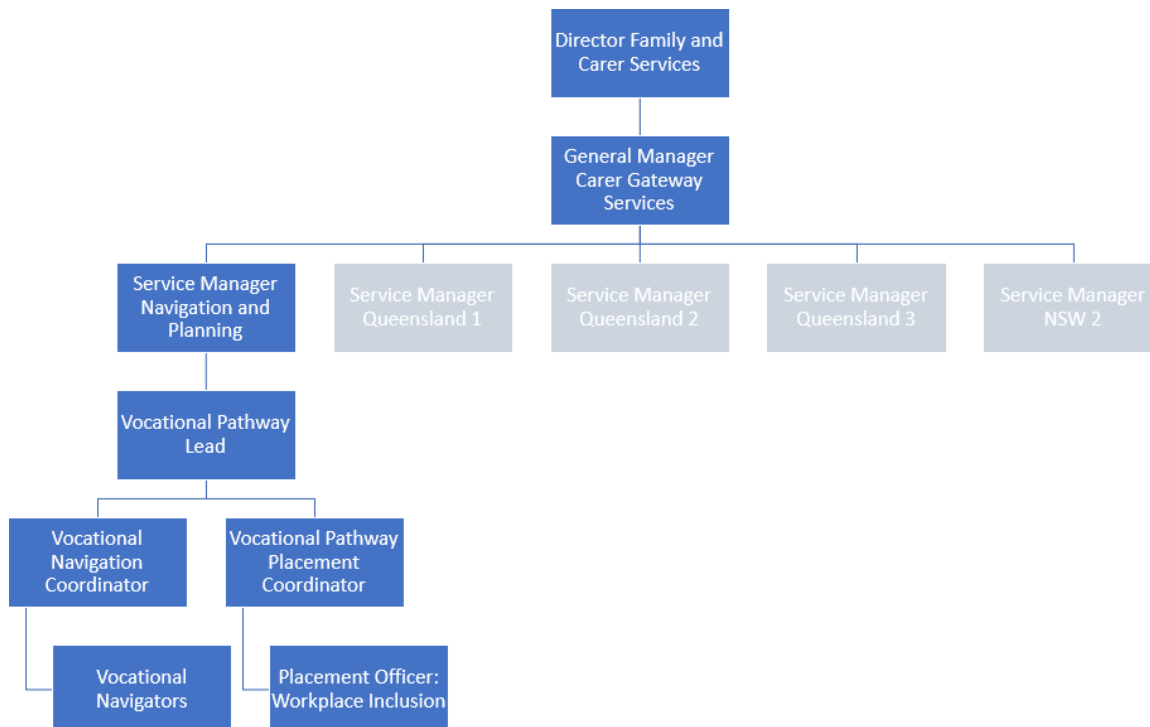 Director Family and
Carer Services
General Manager
Carer Gateway
Services
Service Manager
Navigation and
Planning
Service Manager
Queensland 1
Service Manager
Queensland 2
Service Manager
Queensland 3
Service Manager
NSW 2
Vocational Pathway
Lead
Vocational
Navigation
Coordinator
Vocational Pathway
Placement
Coordinator
Vocational
Navigators
Placement Officer:
Workplace Inclusion